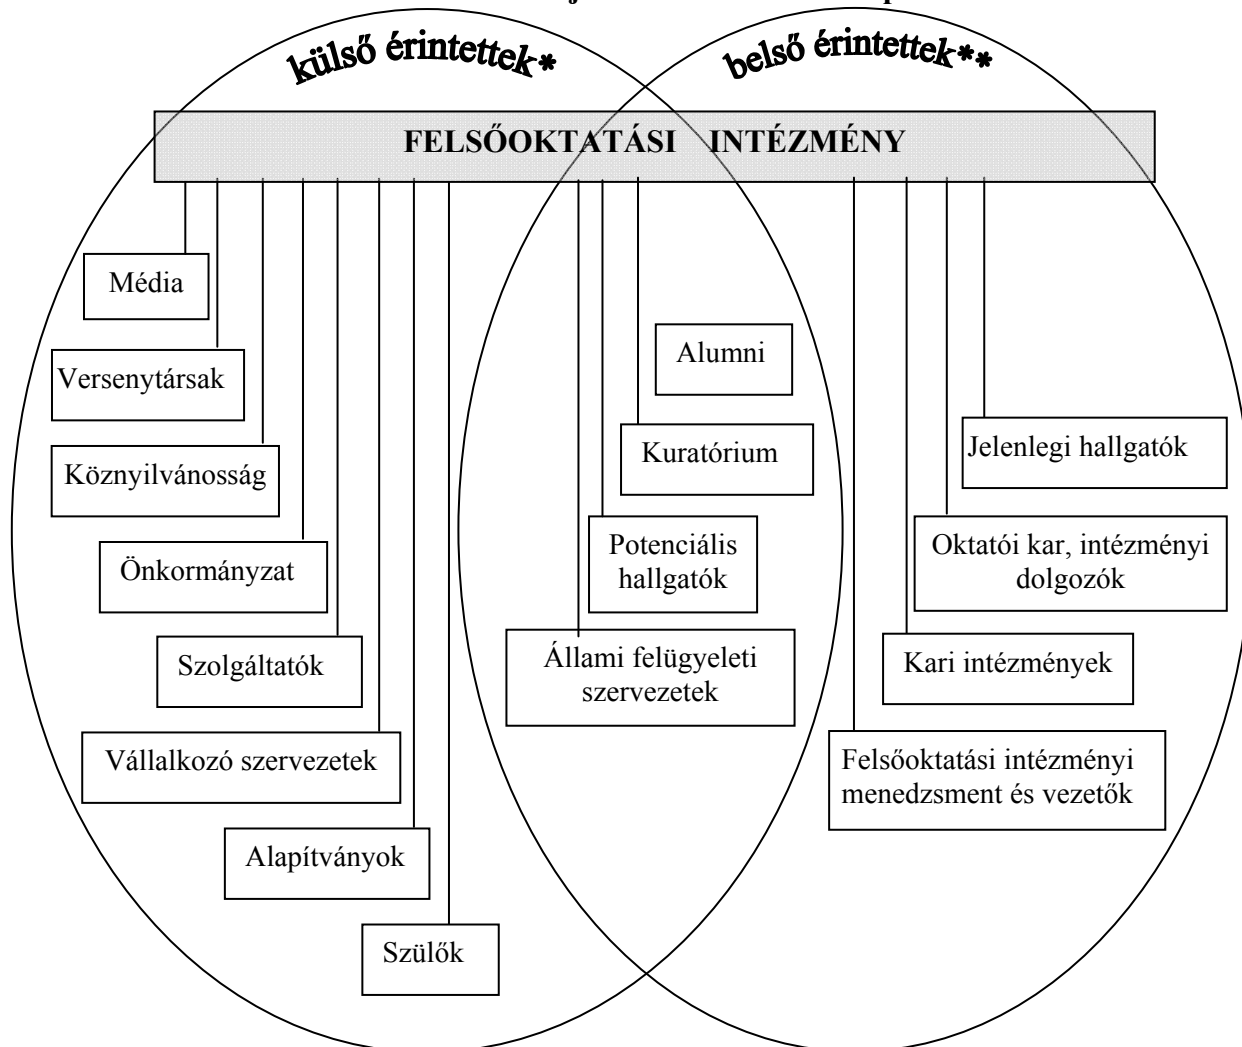 külső érintettek*
belső érintettek**
FELSŐOKTATÁSI INTÉZMÉNY
Média
Versenytársak
Köznyilvánosság
Önkormányzat
Szolgáltatók
Vállalkozó szervezetek
Alapítványok
Szülők
Alumni
Kuratórium
Potenciális
hallgatók
Állami felügyeleti
szervezetek
Jelenlegi hallgatók
Oktatói kar, intézményi
dolgozók
Kari intézmények
Felsőoktatási intézményi
menedzsment és vezetők